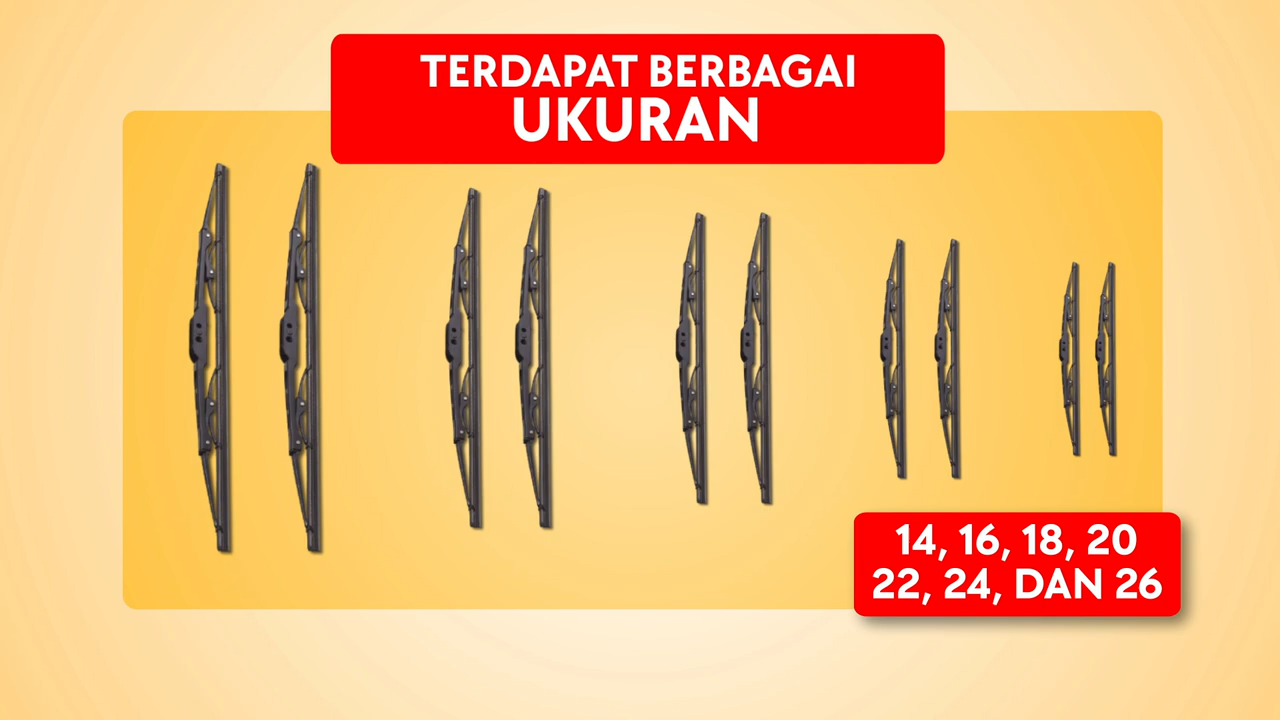 TERDAPAT BERBAGAI
UKURAN
14, 16, 18, 20
22, 24, DAN 26